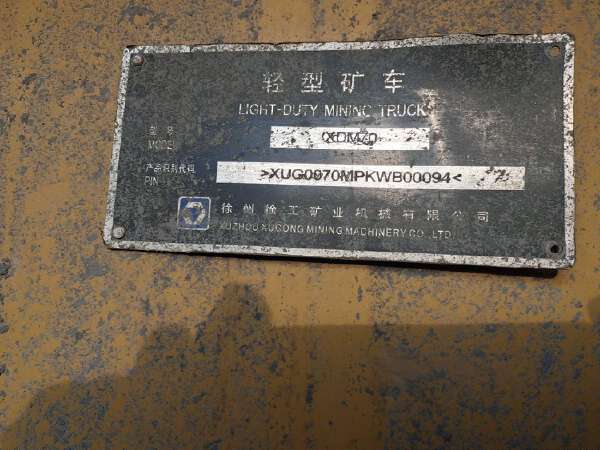 轻型矿车
LIGHT-DUTY MINING TRUCK
型号
MODEL
XDM70
产品识别代码
PIN
>XUG0970MPKWB00094<
徐州徐工矿业机械有限公司
XUZHOU XUGONG MINING MACHINERY CO.,LTD